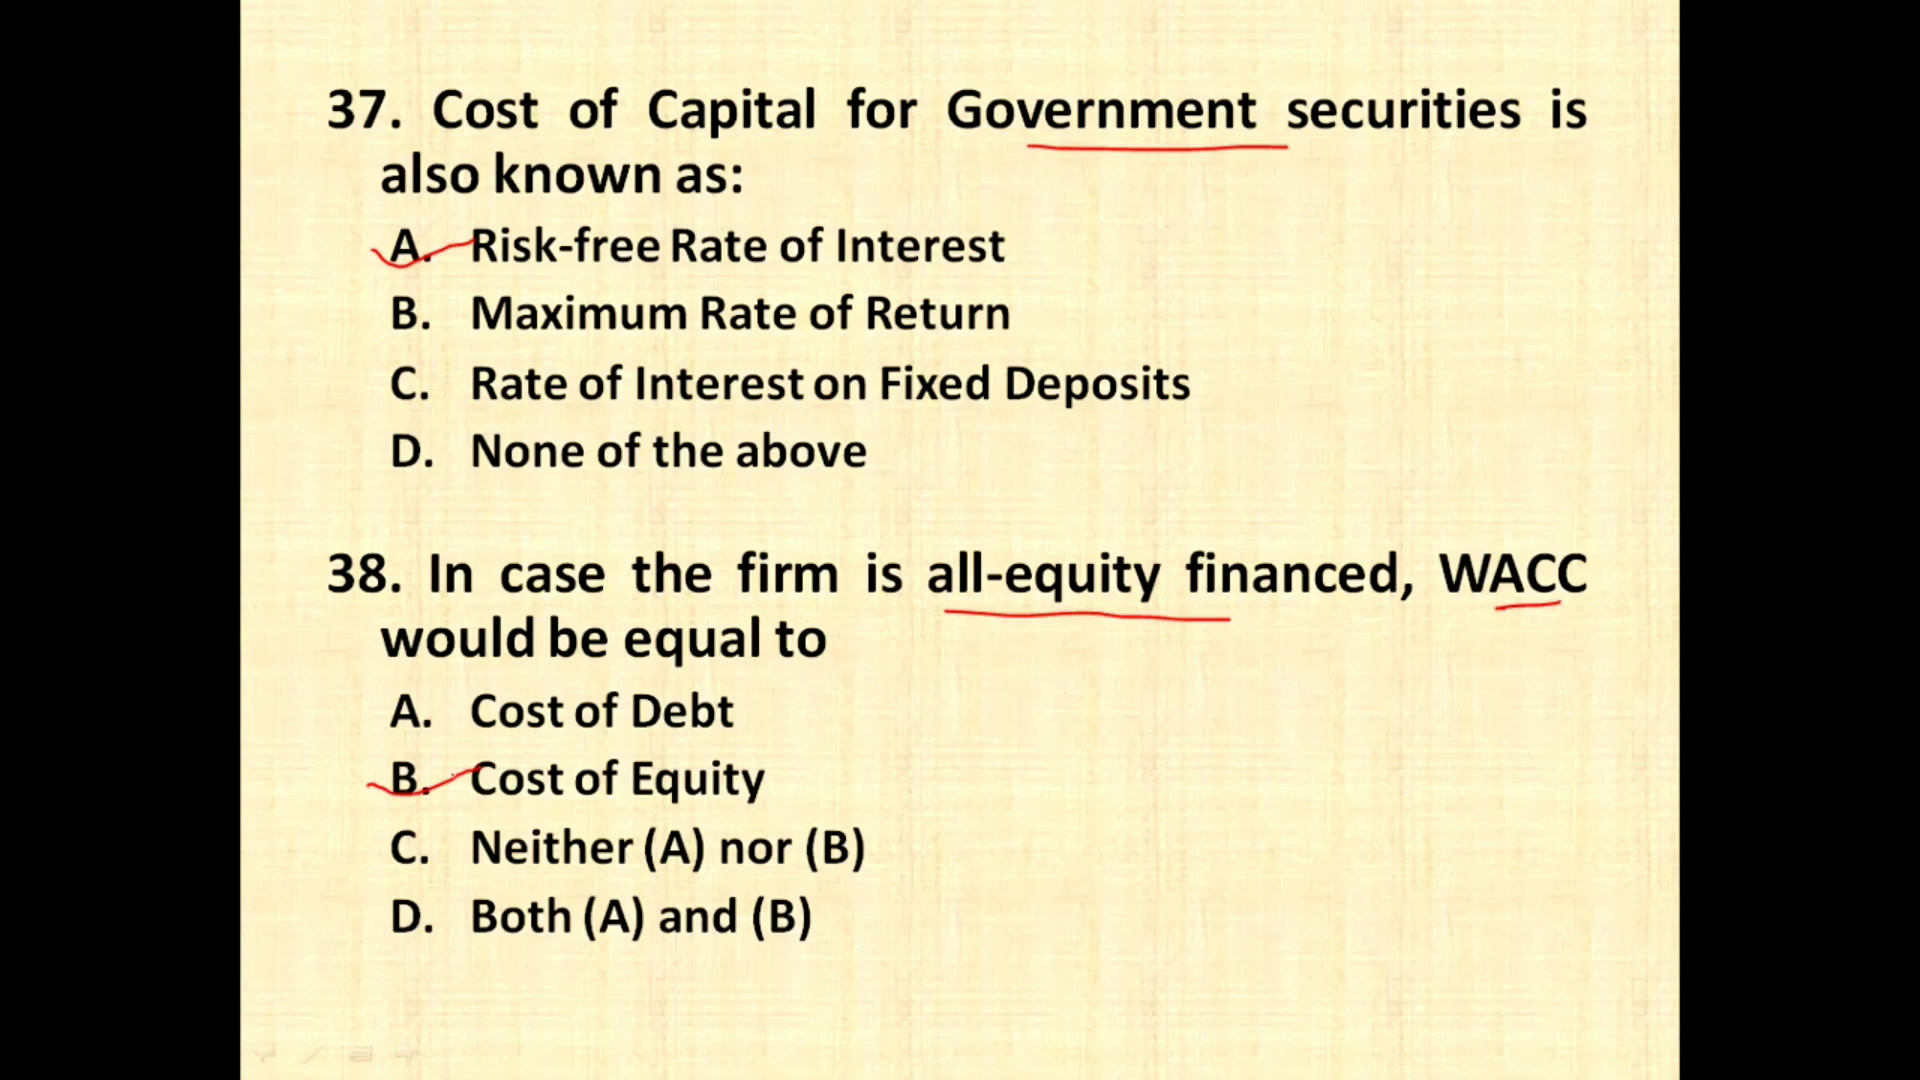 37. Cost of Capital for Government securities is
also known as:
A. Risk-free Rate of Interest
B. Maximum Rate of Return
C. Rate of Interest on Fixed Deposits
D. None of the above
38. In case the firm is all-equity financed, WACC
would be equal to
A. Cost of Debt
B. Cost of Equity
C. Neither (A) nor (B)
D. Both (A) and (B)